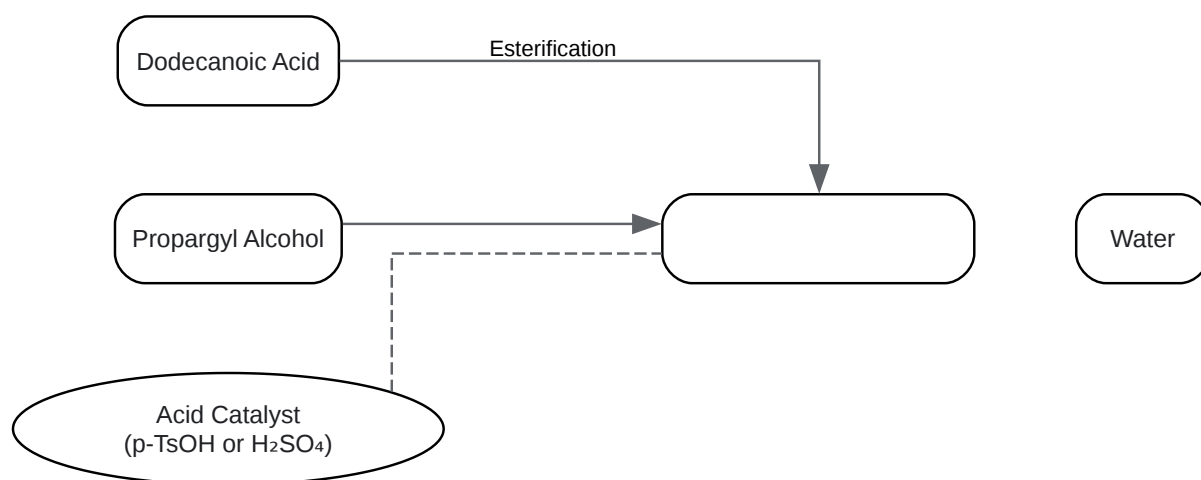 Dodecanoic Acid
Esterification
Propargyl Alcohol
Water
Acid Catalyst
(p-TsOH or H₂SO₄)